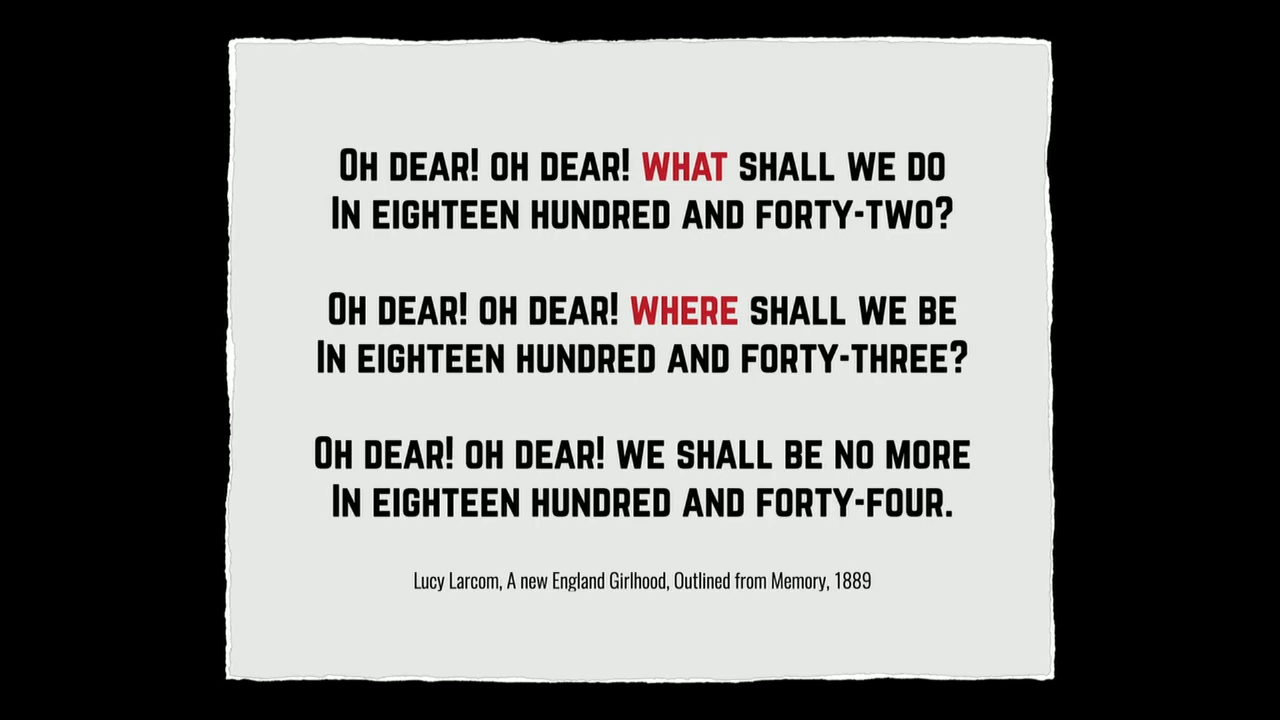 Oh dear! oh dear! what shall we do
In eighteen hundred and forty-two?
Oh dear! oh dear! where shall we be
In eighteen hundred and forty-three?
Oh dear! oh dear! we shall be no more
In eighteen hundred and forty-four.
Lucy Larcom, A new England Girlhood, Outlined from Memory, 1889